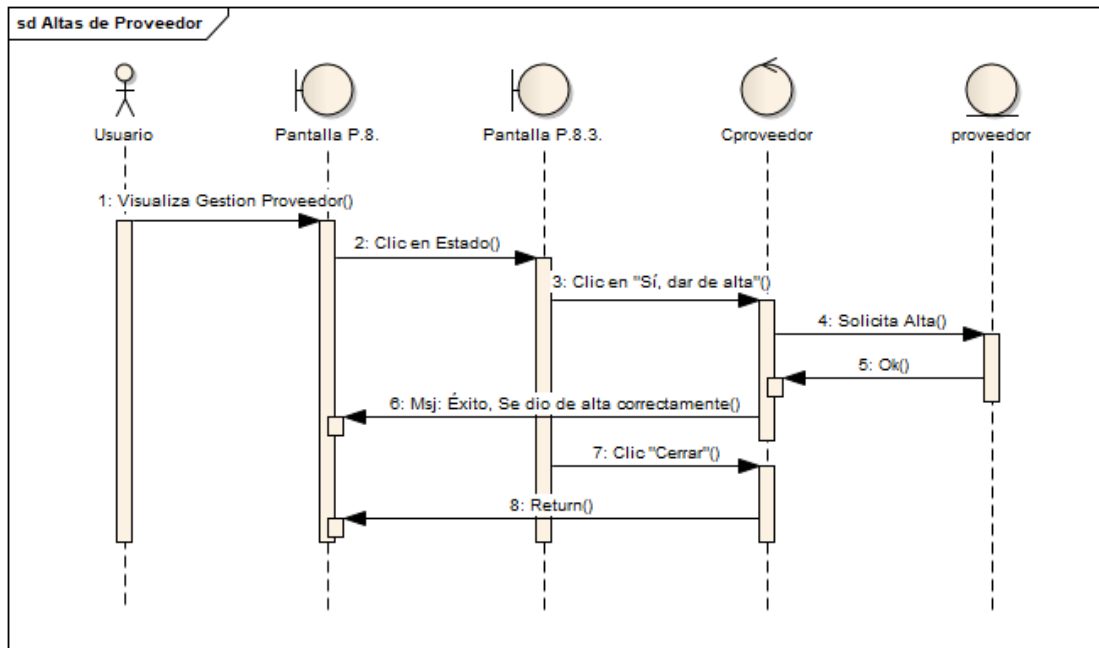 sd Altas de Proveedor
Usuario
Pantalla P.8.
Pantalla P.8.3.
Cproveedor
proveedor
1: Visualiza Gestion Proveedor()
2: Clic en Estado()
3: Clic en "Sí, dar de alta"()
4: Solicita Alta()
5: Ok()
6: Msj: Éxito, Se dio de alta correctamente()
7: Clic "Cerrar"()
8: Return()